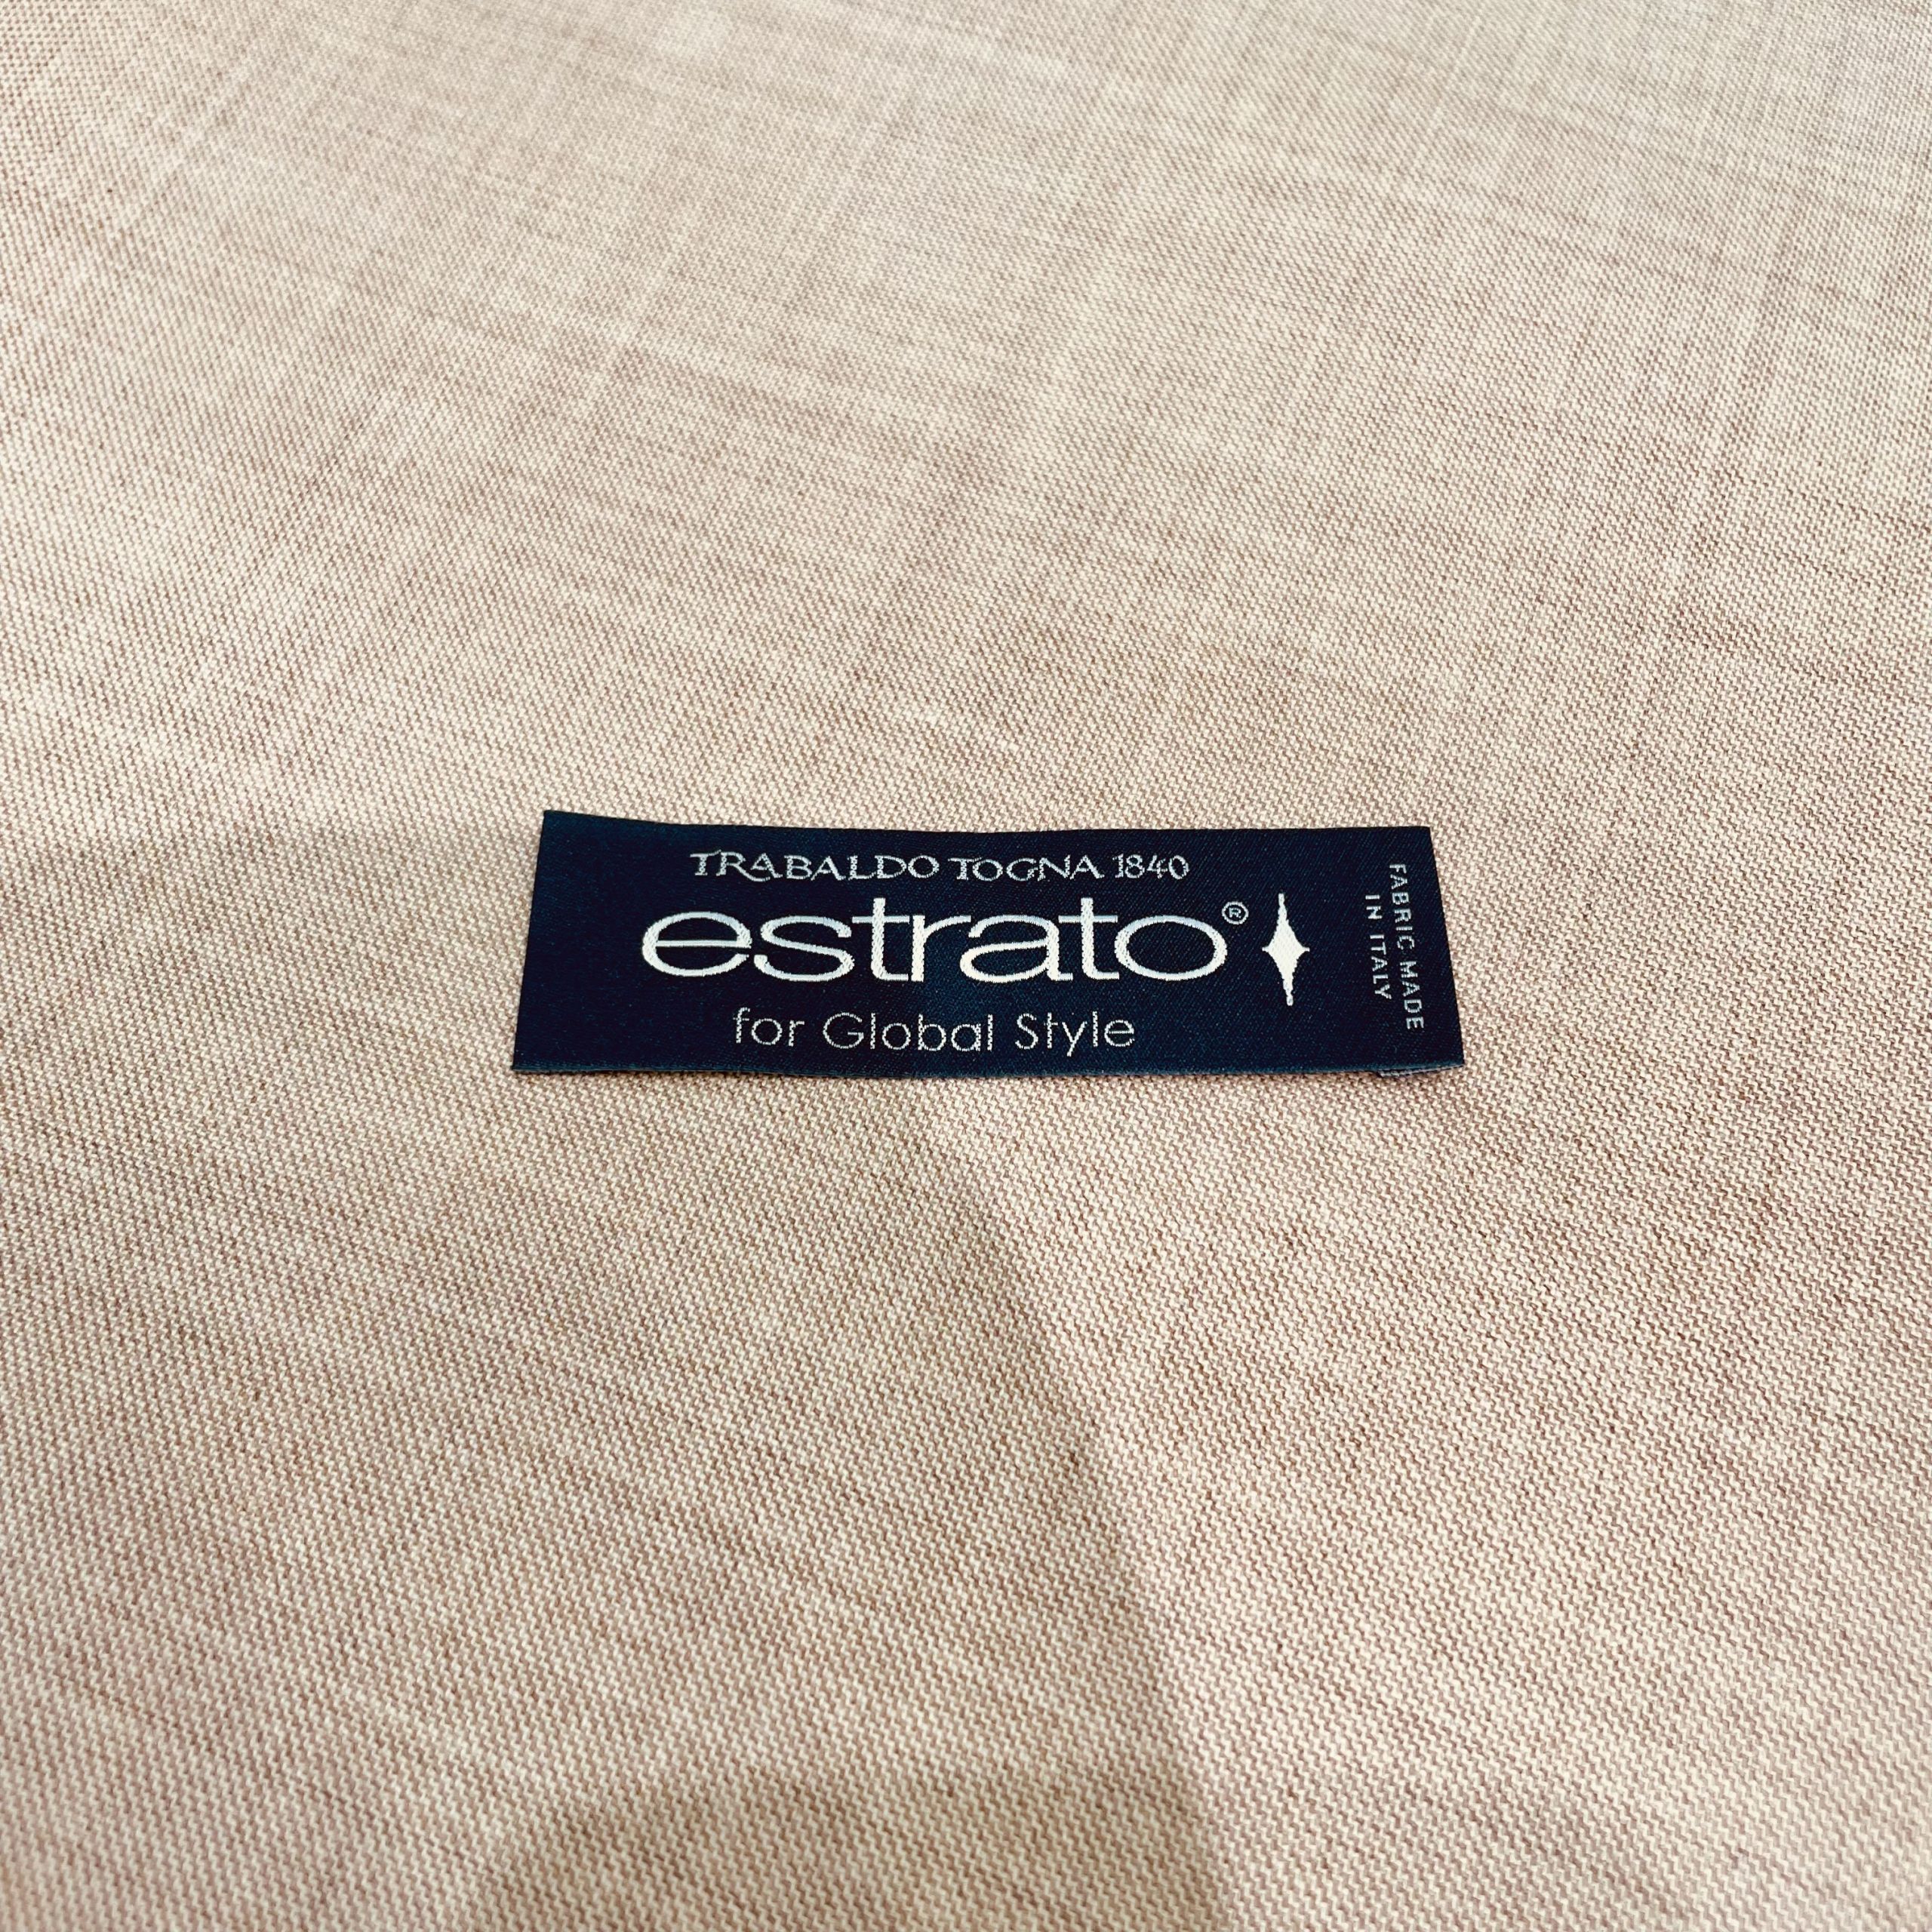 TRABALDO TOGNA 1840
estrato®
for Global Style
FABRIC MADE
IN ITALY